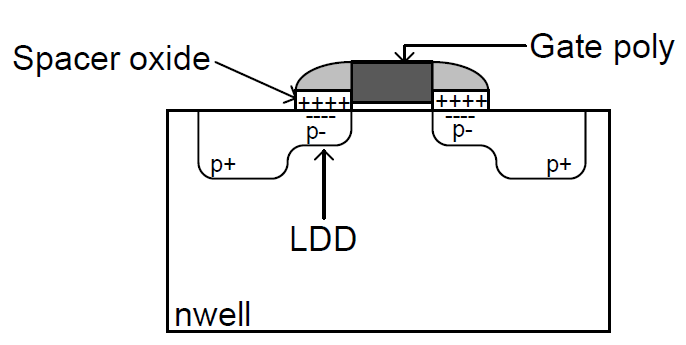 Gate poly
Spacer oxide
++++ ++++
---- ----
p- p-
p+ p+
LDD
nwell